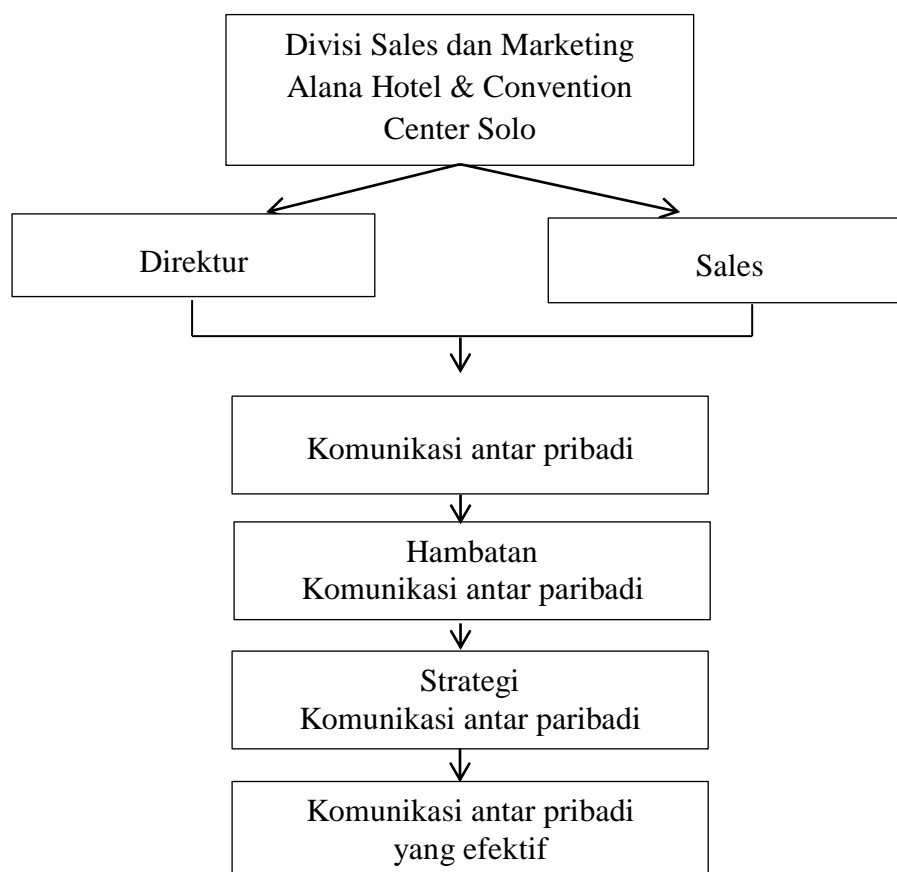 Divisi Sales dan Marketing
Alana Hotel & Convention
Center Solo
Direktur
Sales
Komunikasi antar pribadi
Hambatan
Komunikasi antar paribadi
Strategi
Komunikasi antar paribadi
Komunikasi antar pribadi
yang efektif